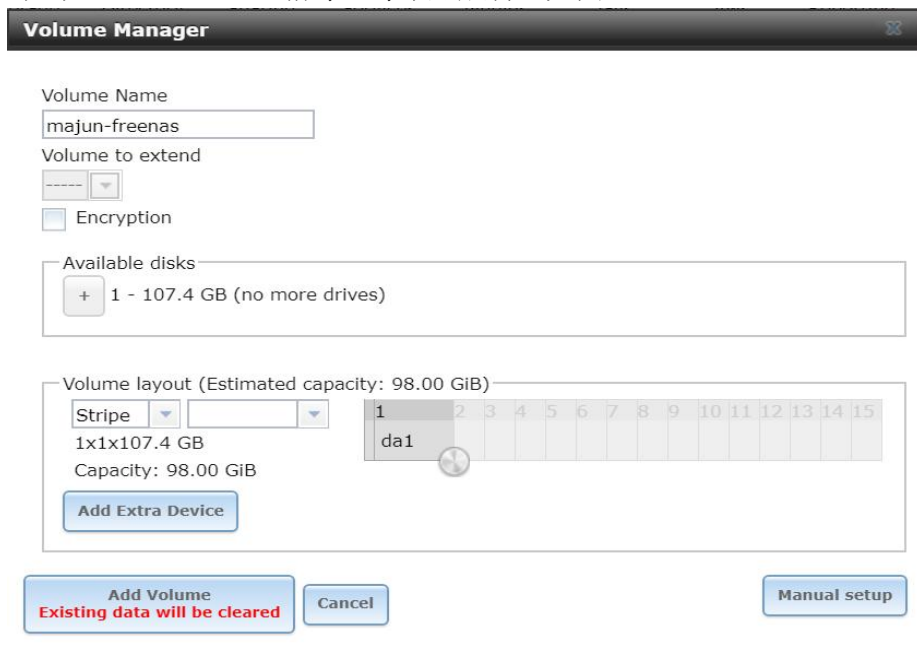 Volume Manager
Volume Name
majun-freenas
Volume to extend
-----
Encryption
Available disks
+ 1 - 107.4 GB (no more drives)
Volume layout (Estimated capacity: 98.00 GiB)
Stripe
1 2 3 4 5 6 7 8 9 10 11 12 13 14 15
da1
1x1x107.4 GB
Capacity: 98.00 GiB
Add Extra Device
Add Volume
Existing data will be cleared
Cancel
Manual setup